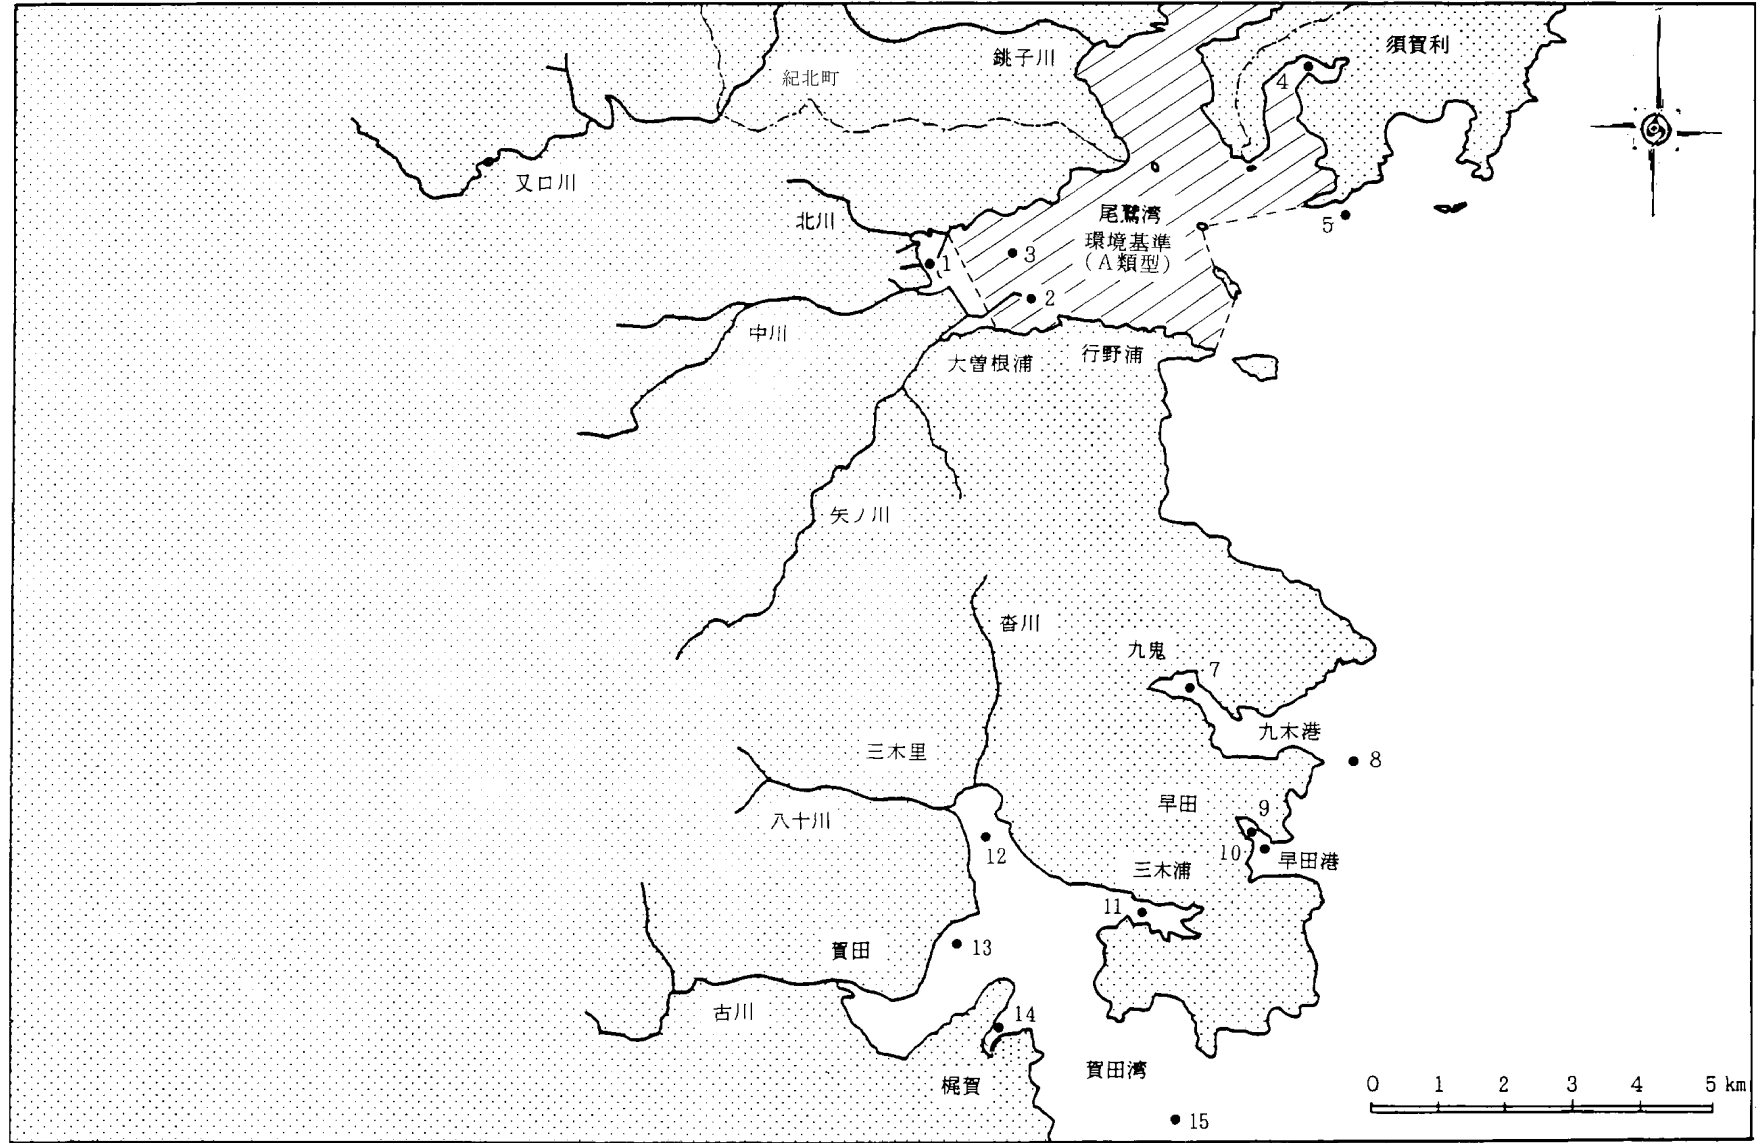 須賀利
銚子川
紀北町
4
又口川
尾鷲湾
環境基準
(A類型)
北川
5
1
3
2
中川
大曽根浦
行野浦
矢ノ川
沓川
九鬼
7
九木港
三木里
8
早田
9
八十川
12
10
早田港
三木浦
11
賀田
13
古川
14
賀田湾
梶賀
0 1 2 3 4 5 km
15